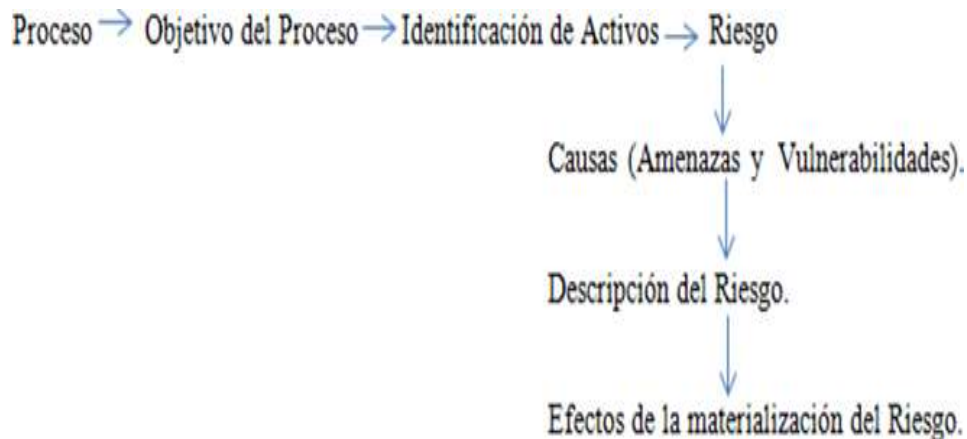 Proceso → Objetivo del Proceso → Identificación de Activos → Riesgo
Causas (Amenazas y Vulnerabilidades).
Descripción del Riesgo.
Efectos de la materialización del Riesgo.